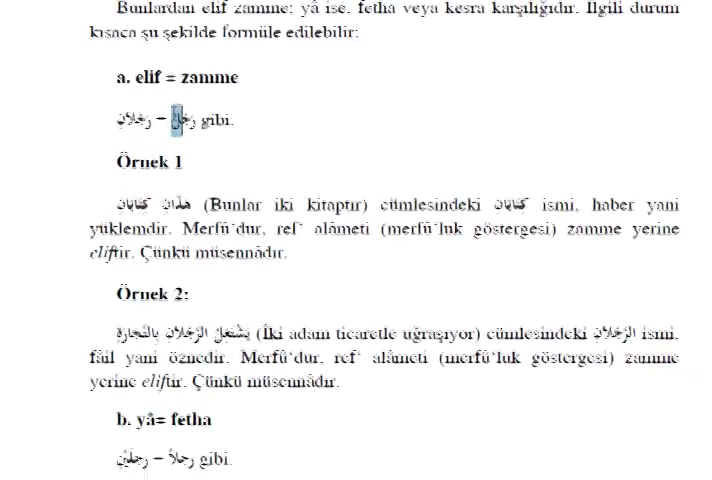 Bunlardan elif zamme; yâ ise, fetha veya kesra karşılığıdır. İlgili durum
kısaca şu şekilde formüle edilebilir:
a. elif = zamme
رَجُلٌ – رَجُلاَنِ gibi.
Örnek 1
هَذَانِ كِتَابَانِ (Bunlar iki kitaptır) cümlesindeki كِتَابَانِ ismi, haber yani
yüklemdir. Merfû‘dur, ref‘ alâmeti (merfû‘luk göstergesi) zamme yerine
eliftir. Çünkü müsennâdır.
Örnek 2:
يَشْتَغِلُ الرَّجُلاَنِ بِالتِّجَارَةِ (İki adam ticaretle uğraşıyor) cümlesindeki الرَّجُلاَنِ ismi,
fâil yani öznedir. Merfû‘dur, ref‘ alâmeti (merfû‘luk göstergesi) zamme
yerine eliftir. Çünkü müsennâdır.
b. yâ= fetha
رَجُلاً – رَجُلَيْنِ gibi.